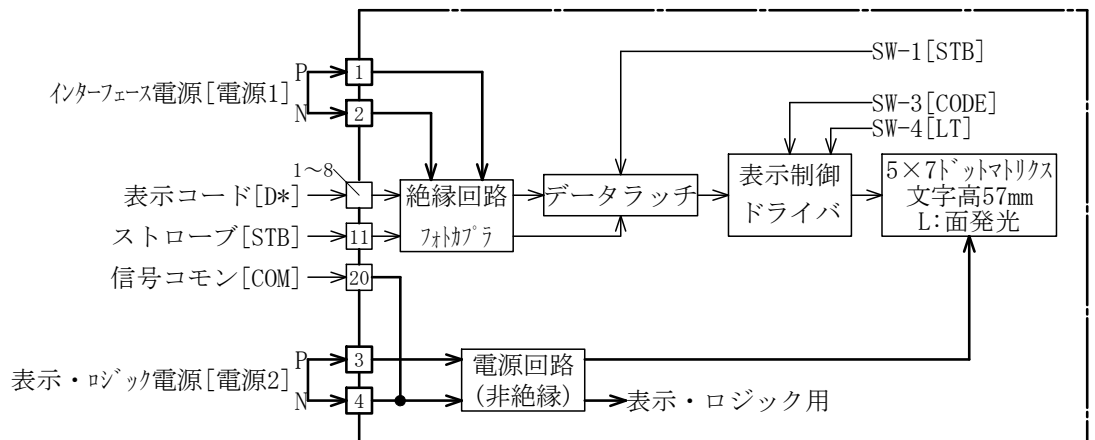 SW-1[STB]
P
1
インターフェース電源[電源1]
N
2
SW-3[CODE]
SW-4[LT]
1～8
表示コード[D*]
絶縁回路
フォトカプラ
データラッチ
表示制御
ドライバ
5×7ドットマトリクス
文字高57mm
L:面発光
ストローブ[STB]
11
信号コモン[COM]
20
P
3
表示・ロジック電源[電源2]
N
4
電源回路
(非絶縁)
表示・ロジック用